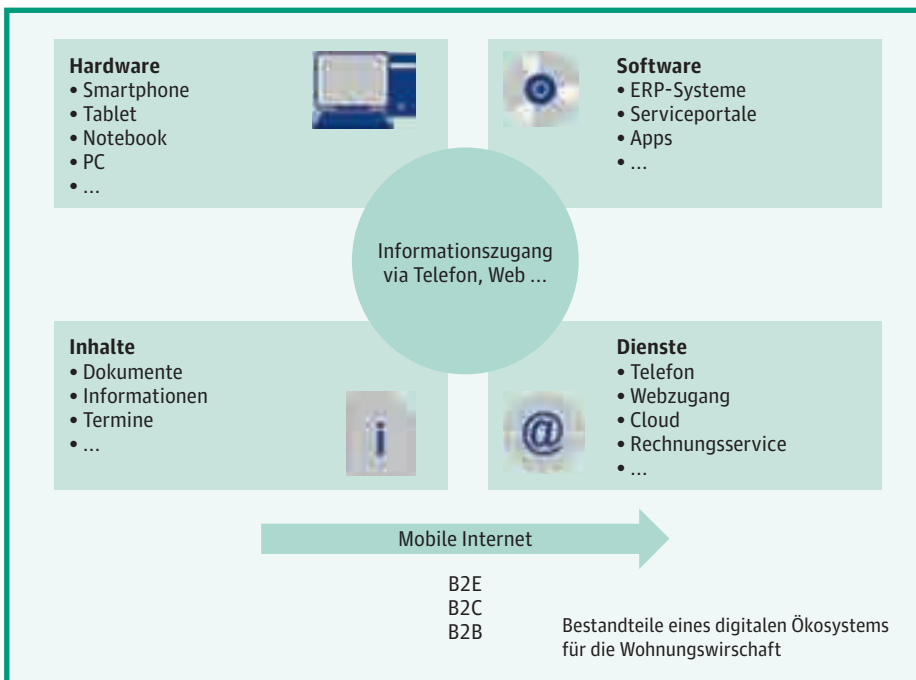 Hardware
• Smartphone
• Tablet
• Notebook
• PC
• ...
Software
• ERP-Systeme
• Serviceportale
• Apps
• ...
Informationszugang
via Telefon, Web ...
Inhalte
• Dokumente
• Informationen
• Termine
• ...
i
Dienste
• Telefon
• Webzugang
• Cloud
• Rechnungsservice
• ...
@
Mobile Internet
B2E
B2C
B2B
Bestandteile eines digitalen Ökosystems
für die Wohnungswirtschaft